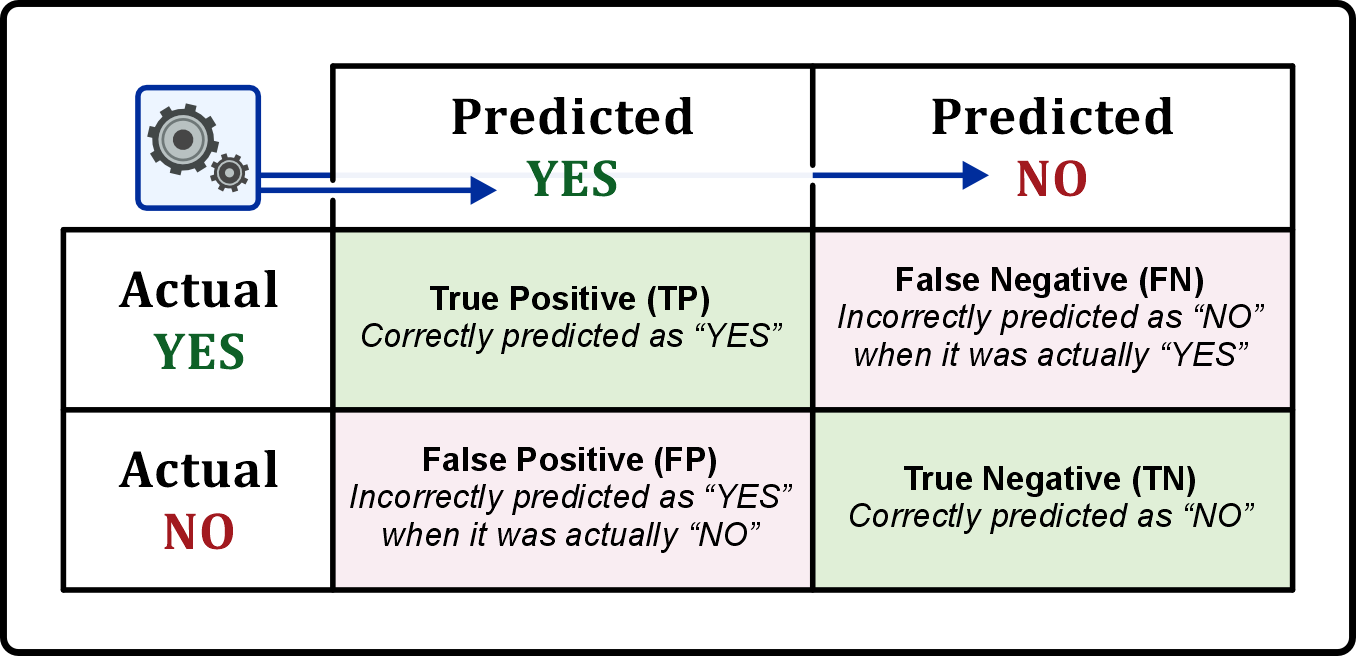 Predicted
YES
Predicted
NO
Actual
YES
True Positive (TP)
Correctly predicted as “YES”
False Negative (FN)
Incorrectly predicted as “NO”
when it was actually “YES”
Actual
NO
False Positive (FP)
Incorrectly predicted as “YES”
when it was actually “NO”
True Negative (TN)
Correctly predicted as “NO”